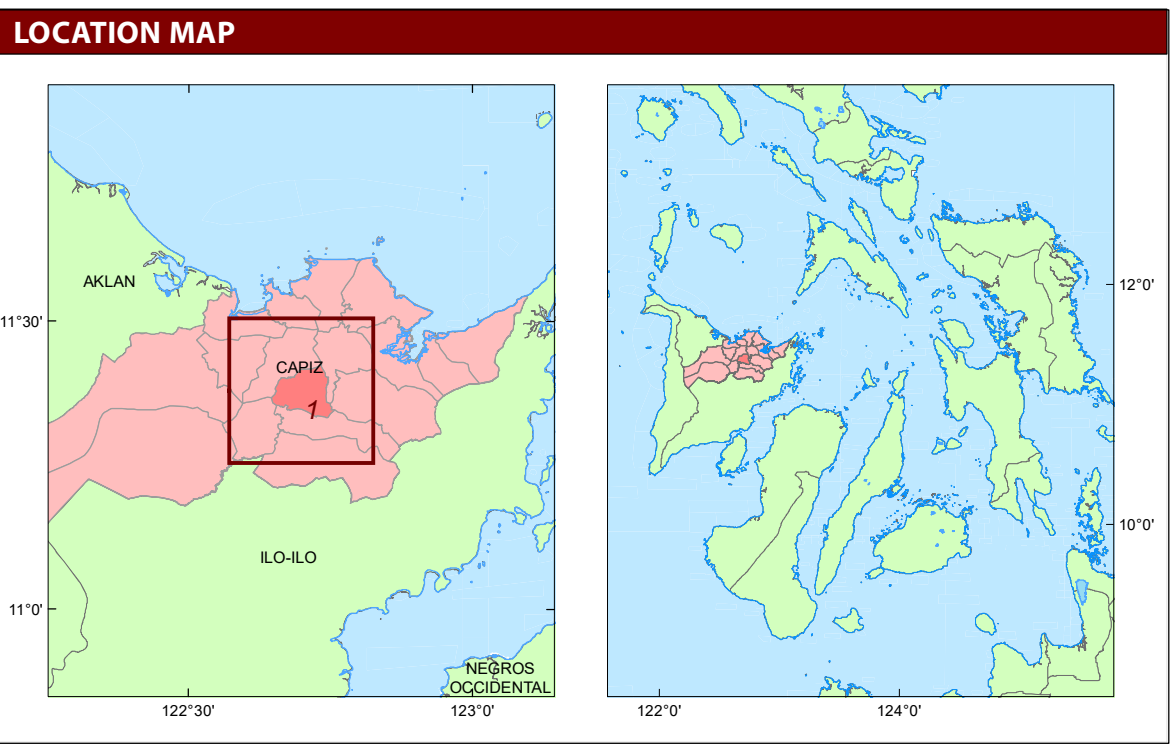 LOCATION MAP
AKLAN
11°30'
CAPIZ
1
ILO-ILO
11°0'
NEGROS
OCCIDENTAL
122°30'
123°0'
12°0'
10°0'
122°0'
124°0'